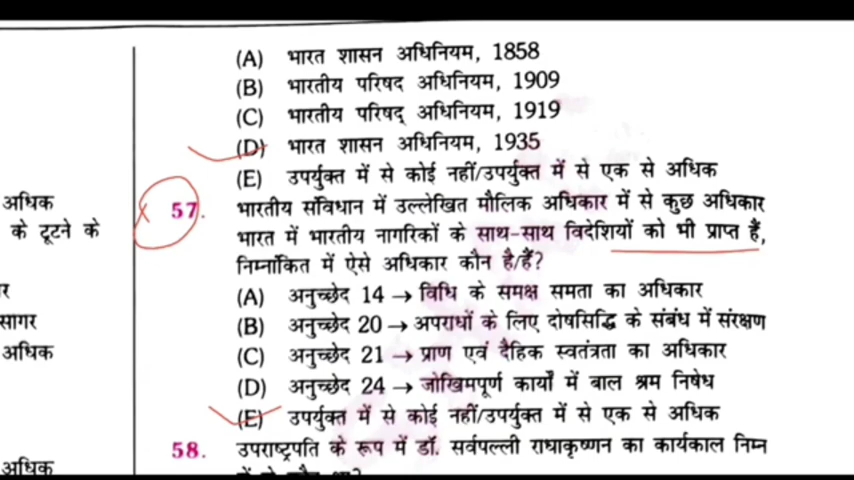 (A) भारत शासन अधिनियम, 1858
(B) भारतीय परिषद अधिनियम, 1909
(C) भारतीय परिषद् अधिनियम, 1919
(D) भारत शासन अधिनियम, 1935
(E) उपर्युक्त में से कोई नहीं/उपर्युक्त में से एक से अधिक
अधिक
के टूटने के
57. भारतीय संविधान में उल्लेखित मौलिक अधिकार में से कुछ अधिकार
भारत में भारतीय नागरिकों के साथ-साथ विदेशियों को भी प्राप्त हैं,
निम्नांकित में ऐसे अधिकार कौन है/हैं?
(A) अनुच्छेद 14 → विधि के समक्ष समता का अधिकार
(B) अनुच्छेद 20 → अपराधों के लिए दोषसिद्धि के संबंध में संरक्षण
(C) अनुच्छेद 21 → प्राण एवं दैहिक स्वतंत्रता का अधिकार
(D) अनुच्छेद 24 → जोखिमपूर्ण कार्यों में बाल श्रम निषेध
(E) उपर्युक्त में से कोई नहीं/उपर्युक्त में से एक से अधिक
सागर
अधिक
58. उपराष्ट्रपति के रूप में डॉ. सर्वपल्ली राधाकृष्णन का कार्यकाल निम्न
अधिक